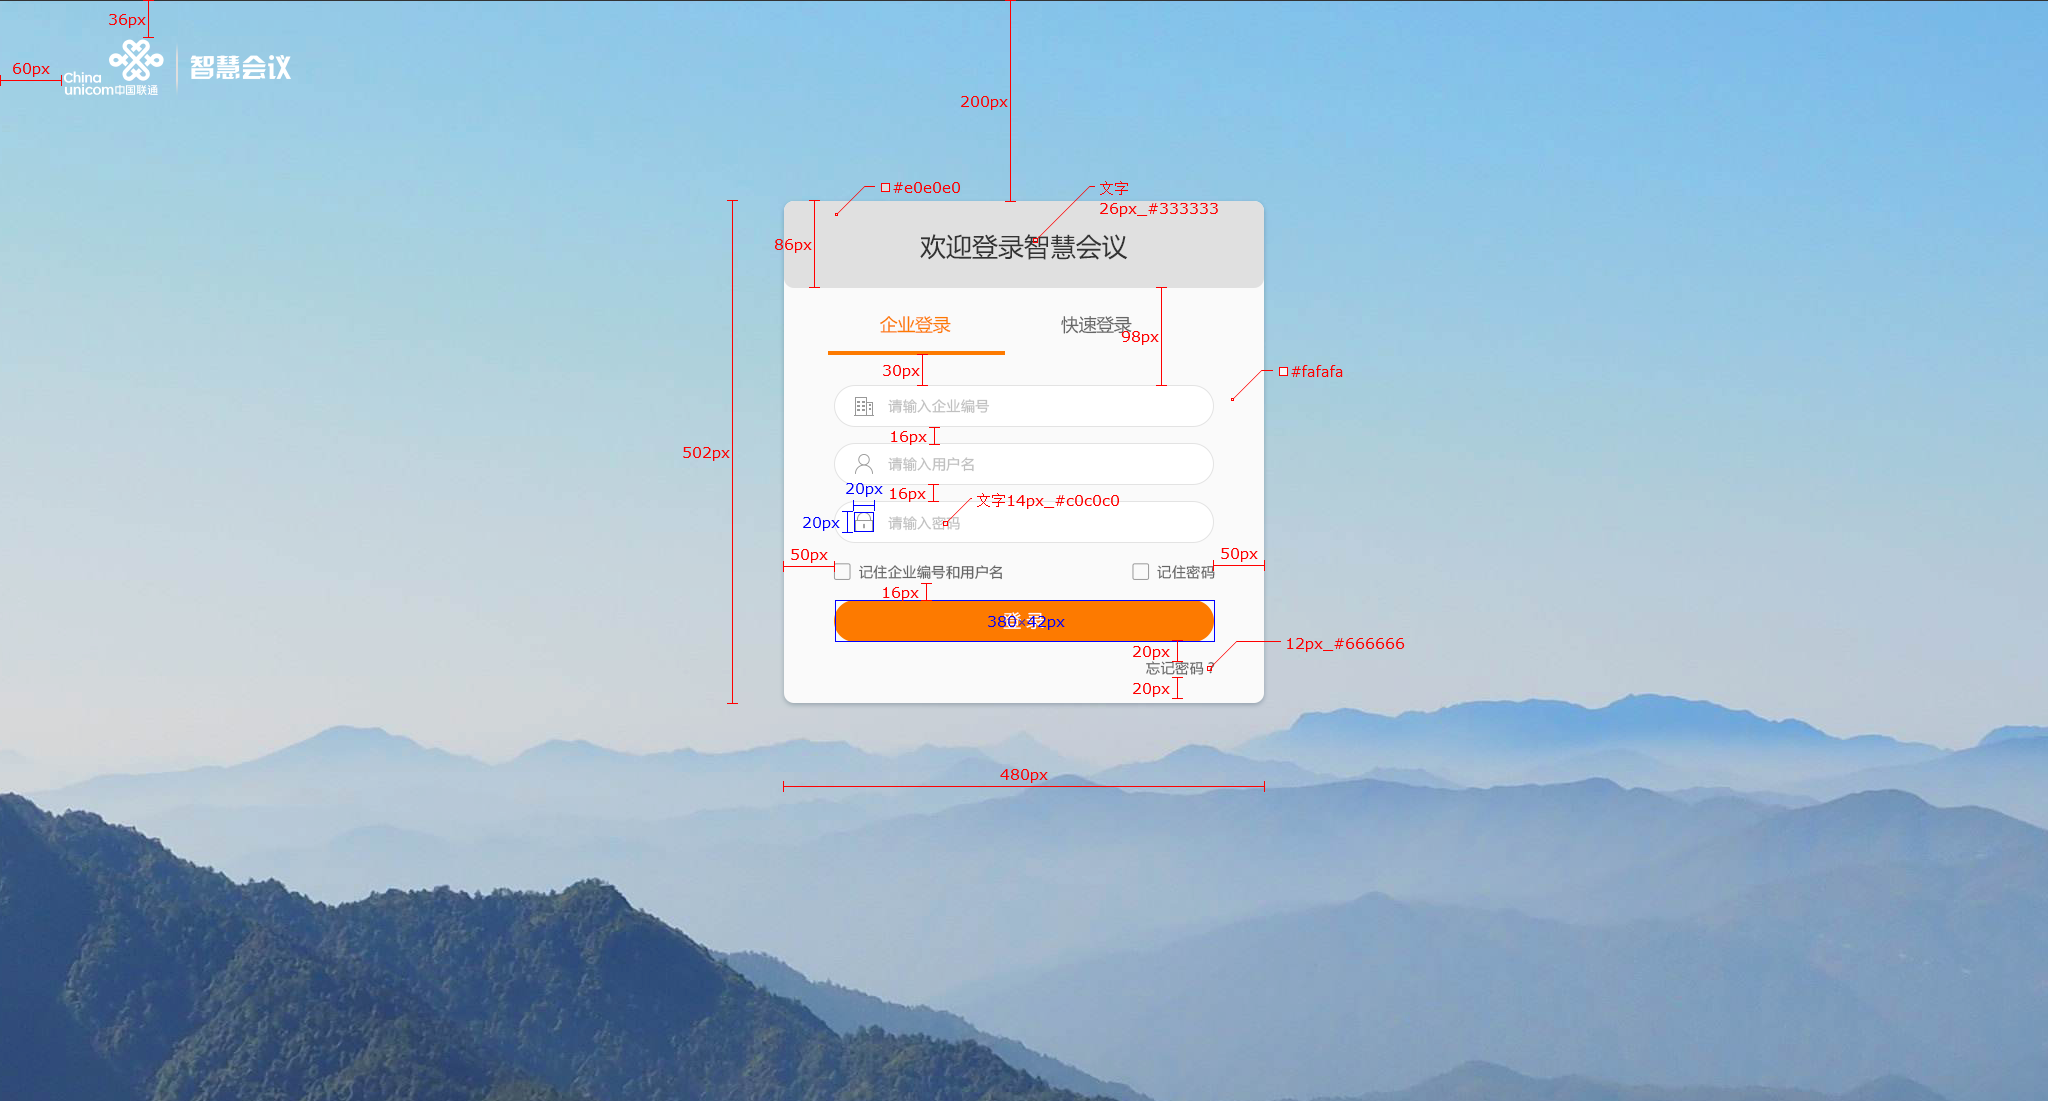 36px
60px
China
unicom中国联通
智慧会议
200px
#e0e0e0
文字
26px_#333333
86px
欢迎登录智慧会议
企业登录
快速登录
98px
30px
#fafafa
请输入企业编号
16px
502px
请输入用户名
20px
16px
文字14px_#c0c0c0
20px
请输入密码
50px
50px
记住企业编号和用户名
记住密码
16px
登录
380×42px
20px
12px_#666666
忘记密码?
20px
480px